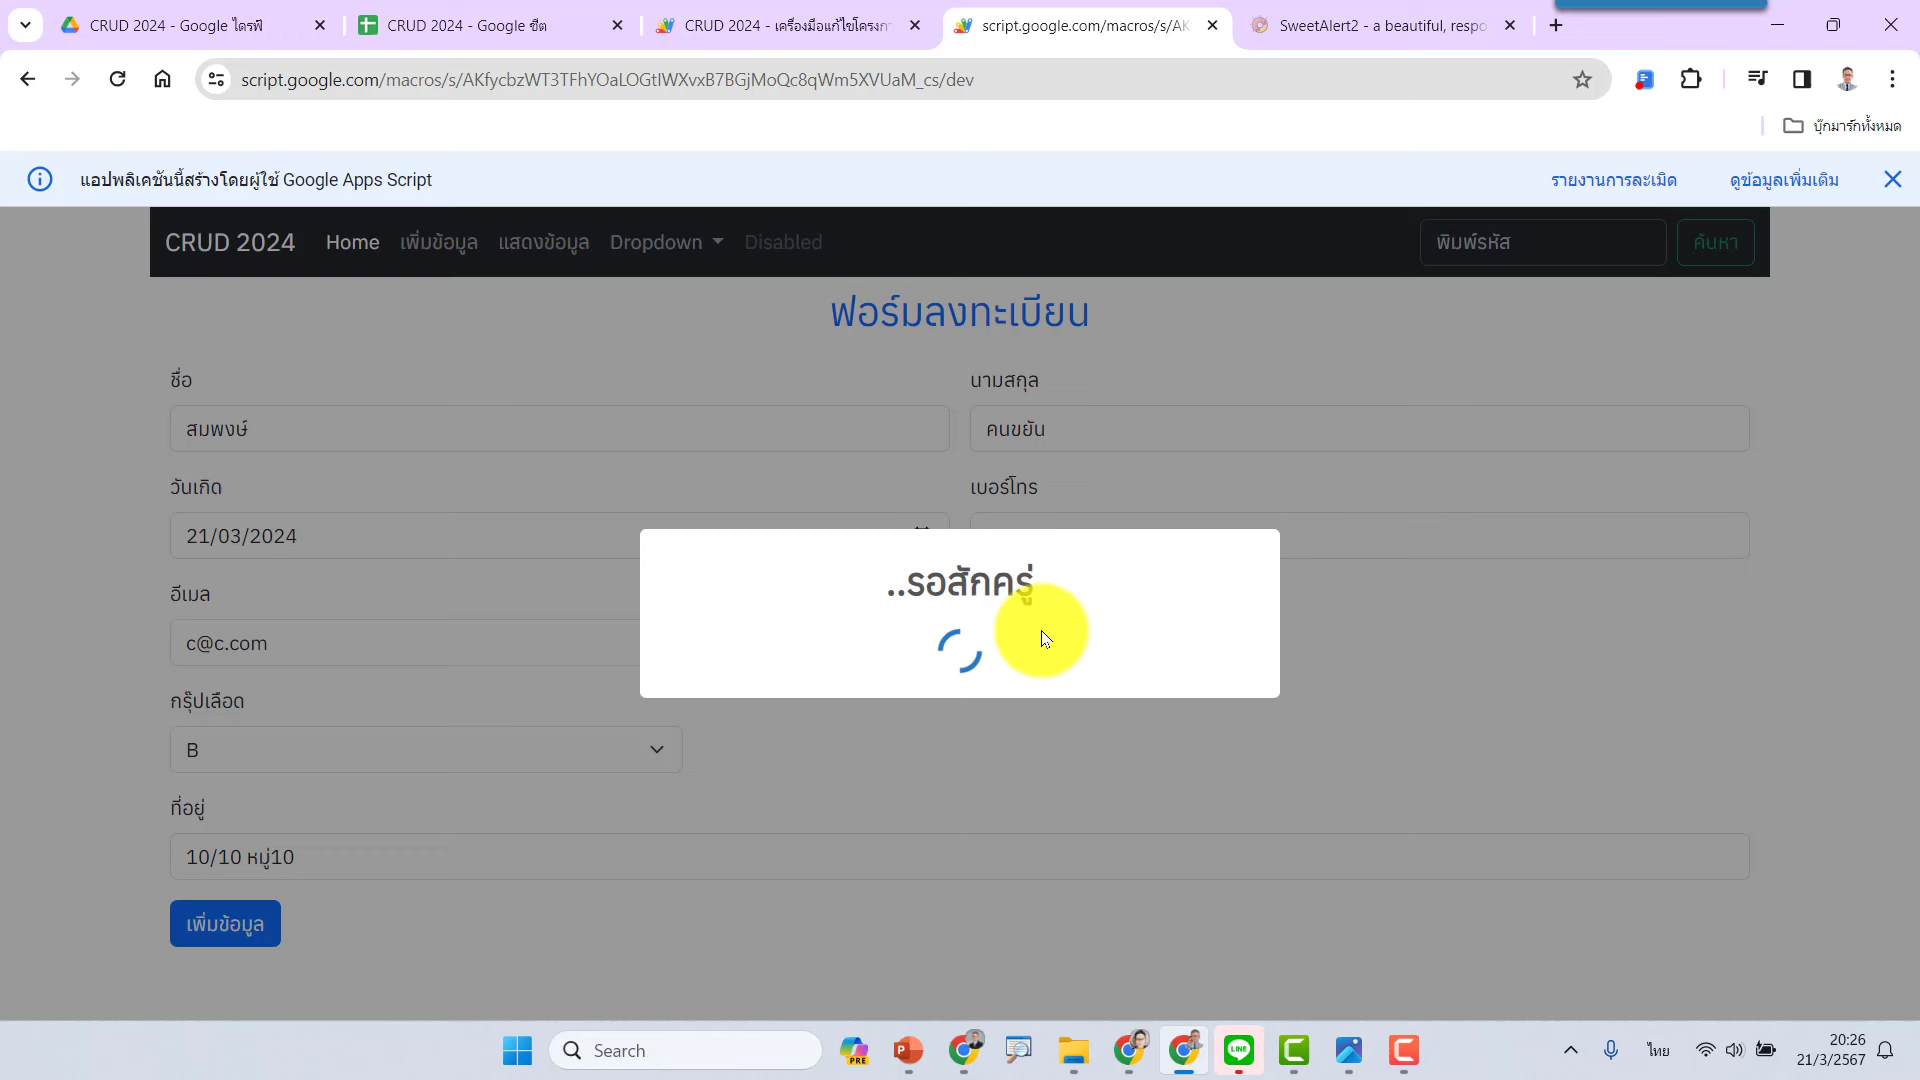 CRUD 2024 - Google ไดรฟ์
CRUD 2024 - Google ชีต
CRUD 2024 - เครื่องมือแก้ไขโครงกา
script.google.com/macros/s/AK
SweetAlert2 - a beautiful, respo
script.google.com/macros/s/AKfycbzWT3TFhYOaLOGtIWXvxB7BGjMoQc8qWm5XVUaM_cs/dev
บุ๊กมาร์กทั้งหมด
แอปพลิเคชันนี้สร้างโดยผู้ใช้ Google Apps Script
รายงานการละเมิด
ดูข้อมูลเพิ่มเติม
CRUD 2024 Home เพิ่มข้อมูล แสดงข้อมูล Dropdown Disabled พิมพ์รหัส ค้นหา
ฟอร์มลงทะเบียน
ชื่อ
นามสกุล
สมพงษ์
คนขยัน
วันเกิด
เบอร์โทร
21/03/2024
..รอสักครู่
อีเมล
c@c.com
กรุ๊ปเลือด
B
ที่อยู่
10/10 หมู่10
เพิ่มข้อมูล
Search
PRE
LINE
ไทย
20:26
21/3/2567